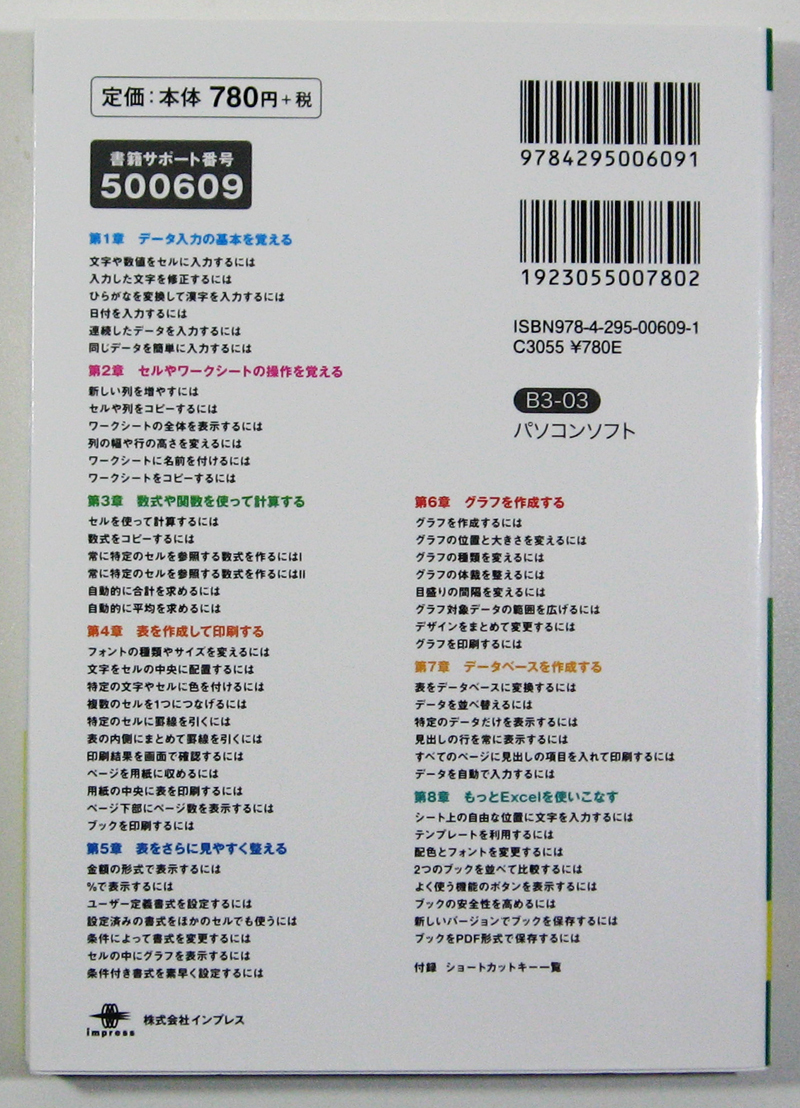 定価：本体 780円＋税
書籍サポート番号
500609
9784295006091
1923055007802
ISBN978-4-295-00609-1
C3055 ¥780E
B3-03
パソコンソフト
第1章 データ入力の基本を覚える
文字や数値をセルに入力するには
入力した文字を修正するには
ひらがなを変換して漢字を入力するには
日付を入力するには
連続したデータを入力するには
同じデータを簡単に入力するには
第2章 セルやワークシートの操作を覚える
新しい列を増やすには
セルや列をコピーするには
ワークシートの全体を表示するには
列の幅や行の高さを変えるには
ワークシートに名前を付けるには
ワークシートをコピーするには
第3章 数式や関数を使って計算する
セルを使って計算するには
数式をコピーするには
常に特定のセルを参照する数式を作るにはI
常に特定のセルを参照する数式を作るにはII
自動的に合計を求めるには
自動的に平均を求めるには
第4章 表を作成して印刷する
フォントの種類やサイズを変えるには
文字をセルの中央に配置するには
特定の文字やセルに色を付けるには
複数のセルを1つにつなげるには
特定のセルに罫線を引くには
表の内側にまとめて罫線を引くには
印刷結果を画面で確認するには
ページを用紙に収めるには
用紙の中央に表を印刷するには
ページ下部にページ数を表示するには
ブックを印刷するには
第5章 表をさらに見やすく整える
金額の形式で表示するには
%で表示するには
ユーザー定義書式を設定するには
設定済みの書式をほかのセルでも使うには
条件によって書式を変更するには
セルの中にグラフを表示するには
条件付き書式を素早く設定するには
第6章 グラフを作成する
グラフを作成するには
グラフの位置と大きさを変えるには
グラフの種類を変えるには
グラフの体裁を整えるには
目盛りの間隔を変えるには
グラフ対象データの範囲を広げるには
デザインをまとめて変更するには
グラフを印刷するには
第7章 データベースを作成する
表をデータベースに変換するには
データを並べ替えるには
特定のデータだけを表示するには
見出しの行を常に表示するには
すべてのページに見出しの項目を入れて印刷するには
データを自動で入力するには
第8章 もっとExcelを使いこなす
シート上の自由な位置に文字を入力するには
テンプレートを利用するには
配色とフォントを変更するには
2つのブックを並べて比較するには
よく使う機能のボタンを表示するには
ブックの安全性を高めるには
新しいバージョンでブックを保存するには
ブックをPDF形式で保存するには
付録 ショートカットキー一覧
impress 株式会社インプレス